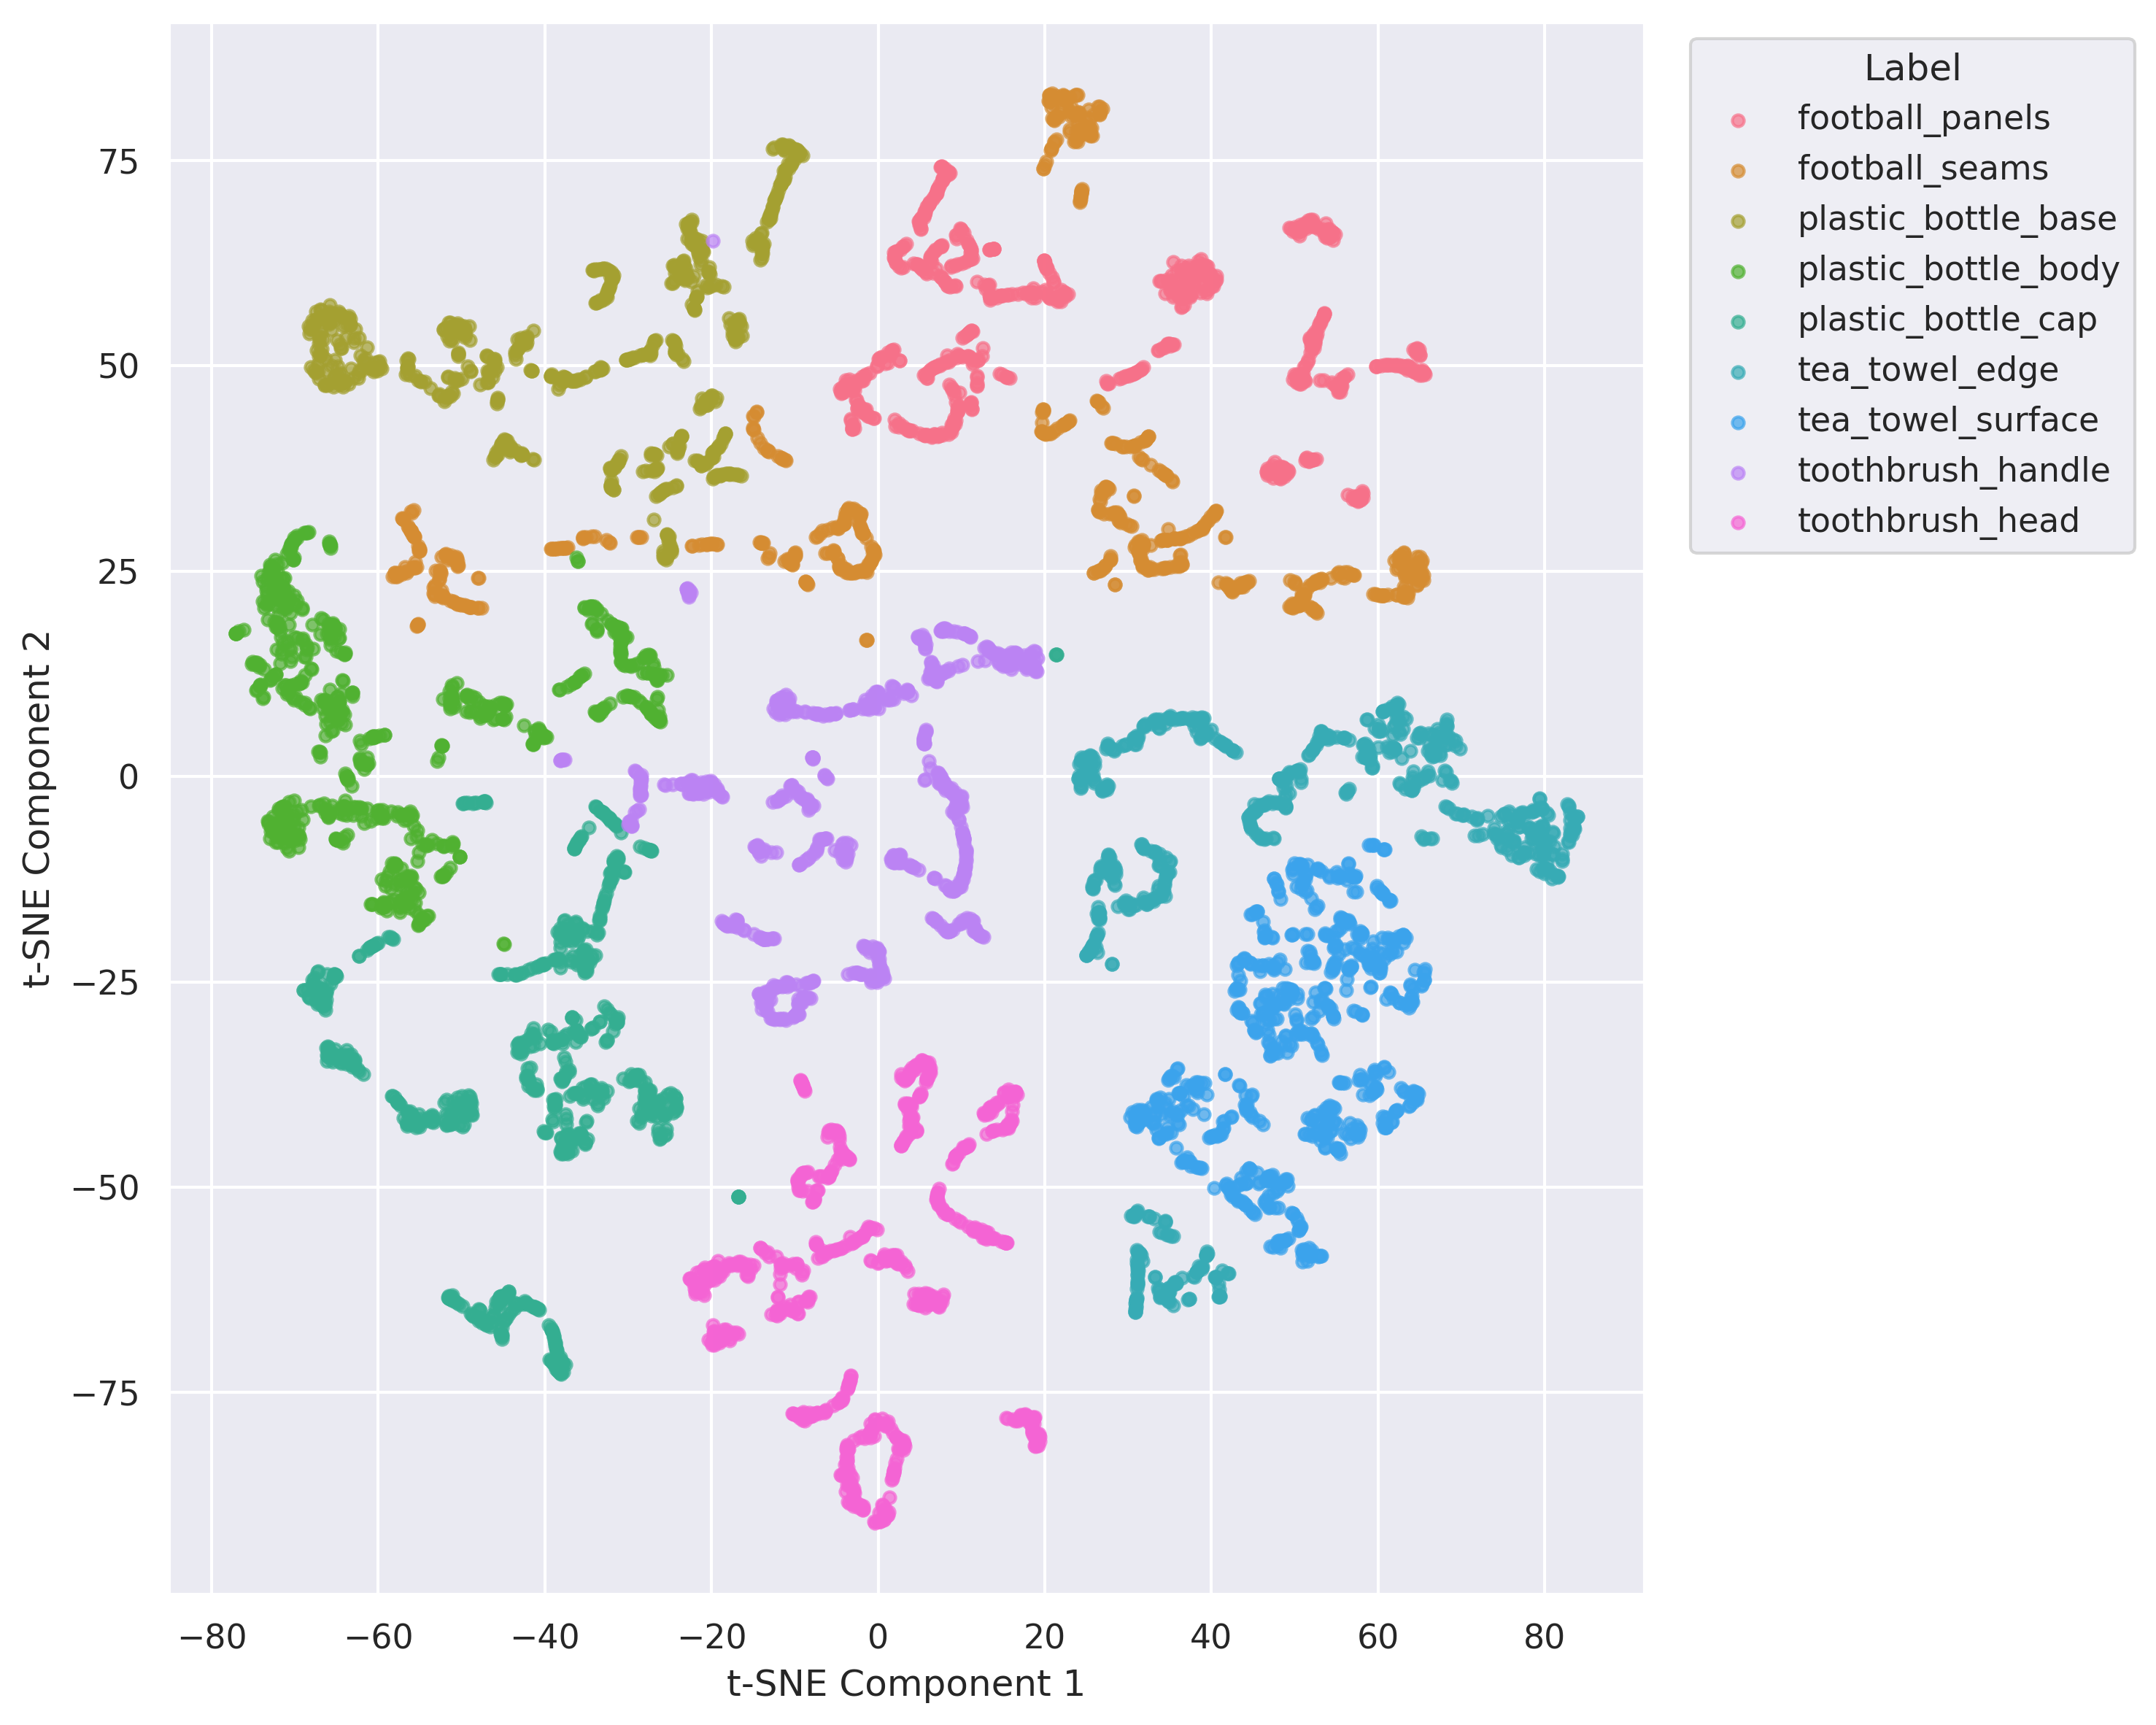 Label
football_panels
football_seams
plastic_bottle_base
plastic_bottle_body
plastic_bottle_cap
tea_towel_edge
tea_towel_surface
toothbrush_handle
toothbrush_head
t-SNE Component 2
75
50
25
0
−25
−50
−75
−80 −60 −40 −20 0 20 40 60 80
t-SNE Component 1